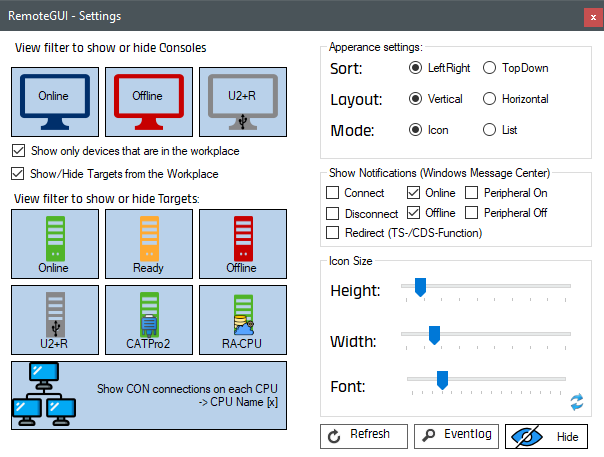 RemoteGUI - Settings
x
View filter to show or hide Consoles
Online
Offline
U2+R
Show only devices that are in the workplace
Show/Hide Targets from the Workplace
View filter to show or hide Targets:
Online
Ready
Offline
U2+R
CATPro2
RA-CPU
Show CON connections on each CPU
-> CPU Name [x]
Apperance settings:
Sort:
LeftRight
TopDown
Layout:
Vertical
Horizontal
Mode:
Icon
List
Show Notifications (Windows Message Center)
Connect
Online
Peripheral On
Disconnect
Offline
Peripheral Off
Redirect (TS-/CDS-Function)
Icon Size
Height:
Width:
Font:
Refresh
Eventlog
Hide